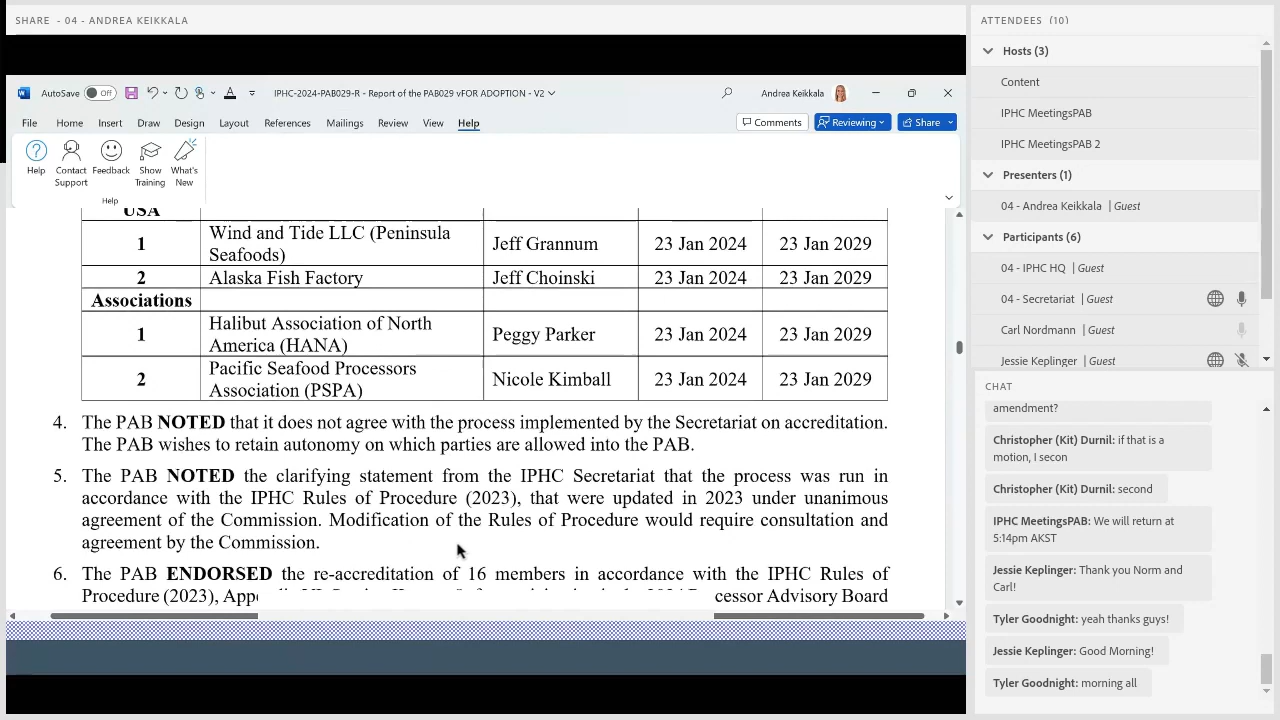 SHARE - 04 - ANDREA KEIKKALA
AutoSave Off
IPHC-2024-PAB029-R - Report of the PAB029 vFOR ADOPTION - V2
Andrea Keikkala
File Home Insert Draw Design Layout References Mailings Review View Help
Comments Reviewing Share
Help Contact Support Feedback Show Training What's New
Help
USA
1 Wind and Tide LLC (Peninsula Seafoods) Jeff Grannum 23 Jan 2024 23 Jan 2029
2 Alaska Fish Factory Jeff Choinski 23 Jan 2024 23 Jan 2029
Associations
1 Halibut Association of North America (HANA) Peggy Parker 23 Jan 2024 23 Jan 2029
2 Pacific Seafood Processors Association (PSPA) Nicole Kimball 23 Jan 2024 23 Jan 2029
4. The PAB NOTED that it does not agree with the process implemented by the Secretariat on accreditation.
The PAB wishes to retain autonomy on which parties are allowed into the PAB.
5. The PAB NOTED the clarifying statement from the IPHC Secretariat that the process was run in
accordance with the IPHC Rules of Procedure (2023), that were updated in 2023 under unanimous
agreement of the Commission. Modification of the Rules of Procedure would require consultation and
agreement by the Commission.
6. The PAB ENDORSED the re-accreditation of 16 members in accordance with the IPHC Rules of
Procedure (2023), cessor Advisory Board
ATTENDEES (10)
Hosts (3)
Content
IPHC MeetingsPAB
IPHC MeetingsPAB 2
Presenters (1)
04 - Andrea Keikkala | Guest
Participants (6)
04 - IPHC HQ | Guest
04 - Secretariat | Guest
Carl Nordmann | Guest
Jessie Keplinger | Guest
CHAT
amendment?
Christopher (Kit) Durnil: if that is a
motion, I secon
Christopher (Kit) Durnil: second
IPHC MeetingsPAB: We will return at
5:14pm AKST
Jessie Keplinger: Thank you Norm and
Carl!
Tyler Goodnight: yeah thanks guys!
Jessie Keplinger: Good Morning!
Tyler Goodnight: morning all